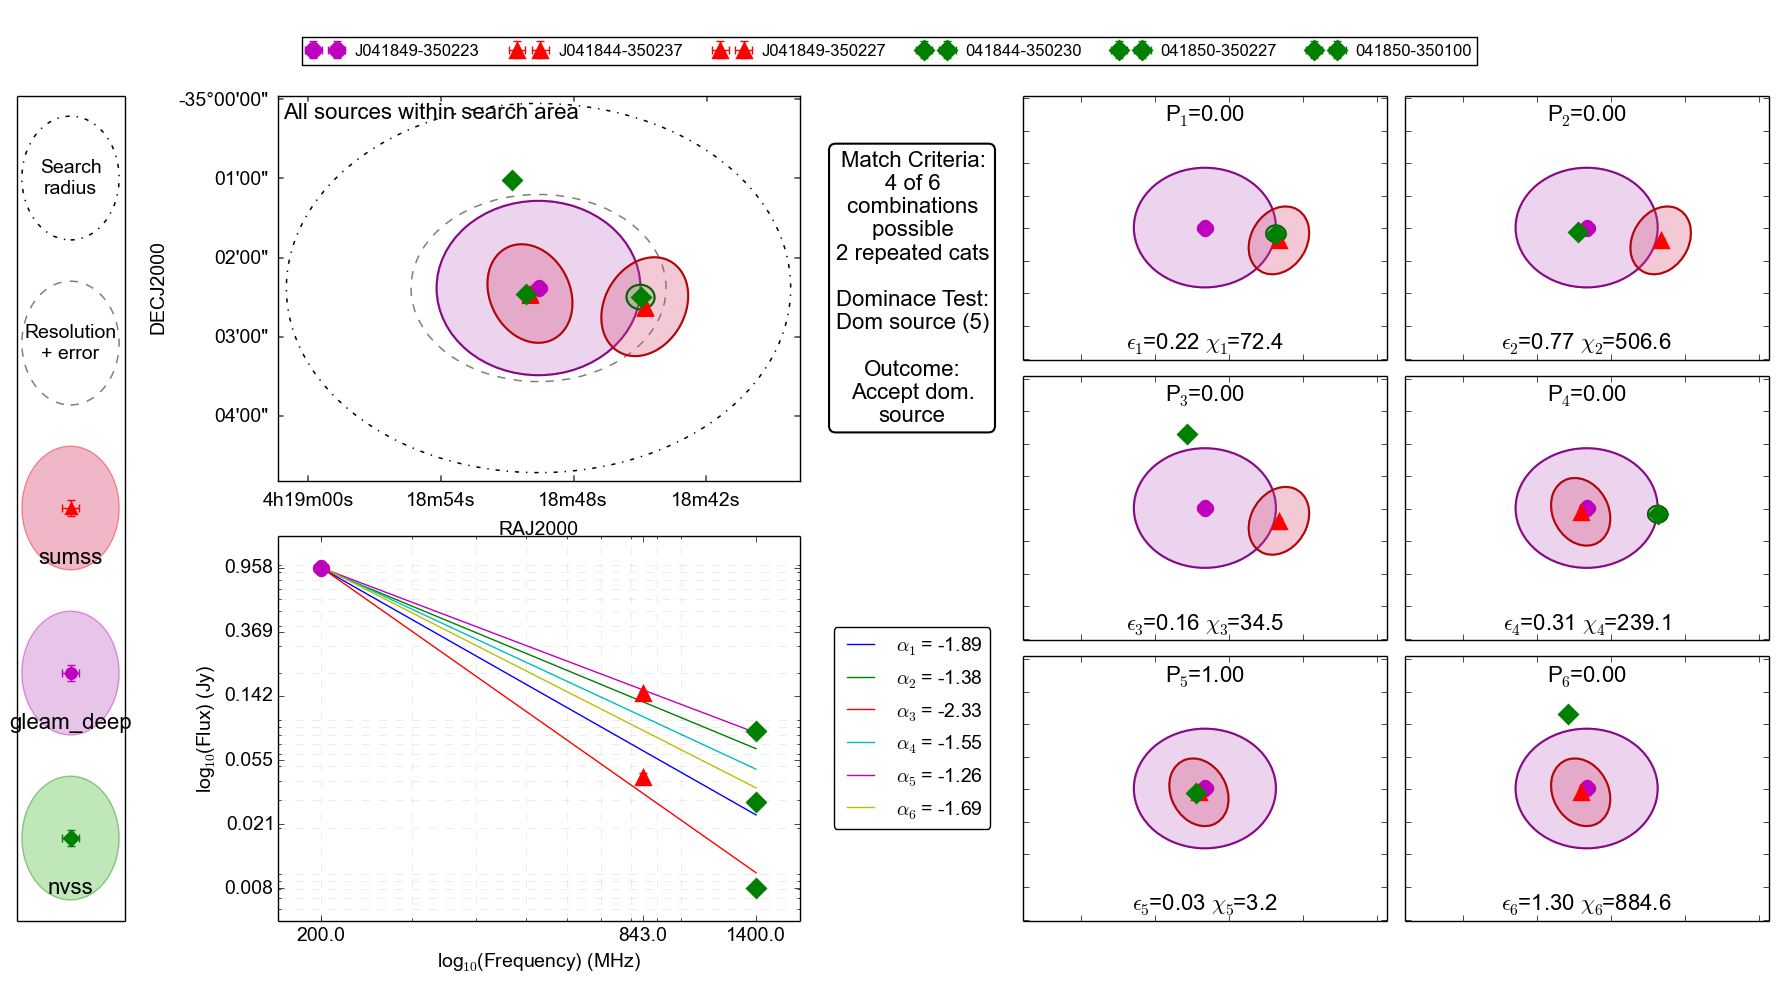 J041849-350223 J041844-350237 J041849-350227 041844-350230 041850-350227 041850-350100
Search
radius
Resolution
+ error
sumss
gleam_deep
nvss
All sources within search area
-35°00'00"
01'00"
02'00"
03'00"
04'00"
DECJ2000
4h19m00s 18m54s 18m48s 18m42s
RAJ2000
Match Criteria:
4 of 6
combinations
possible
2 repeated cats
Dominace Test:
Dom source (5)
Outcome:
Accept dom.
source
0.958
0.369
0.142
0.055
0.021
0.008
log₁₀(Flux) (Jy)
200.0 843.0 1400.0
log₁₀(Frequency) (MHz)
α₁ = -1.89
α₂ = -1.38
α₃ = -2.33
α₄ = -1.55
α₅ = -1.26
α₆ = -1.69
P₁=0.00
ϵ₁=0.22 χ₁=72.4
P₂=0.00
ϵ₂=0.77 χ₂=506.6
P₃=0.00
ϵ₃=0.16 χ₃=34.5
P₄=0.00
ϵ₄=0.31 χ₄=239.1
P₅=1.00
ϵ₅=0.03 χ₅=3.2
P₆=0.00
ϵ₆=1.30 χ₆=884.6